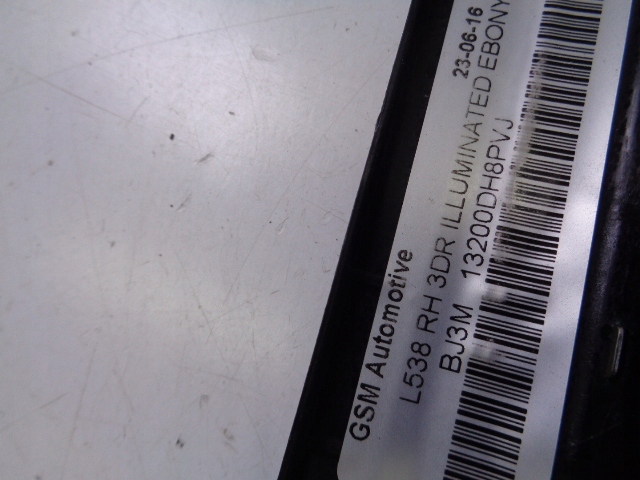 GSM Automotive 23-06-16
L538 RH 3DR ILLUMINATED EBONY
BJ3M 13200DH8PVJ